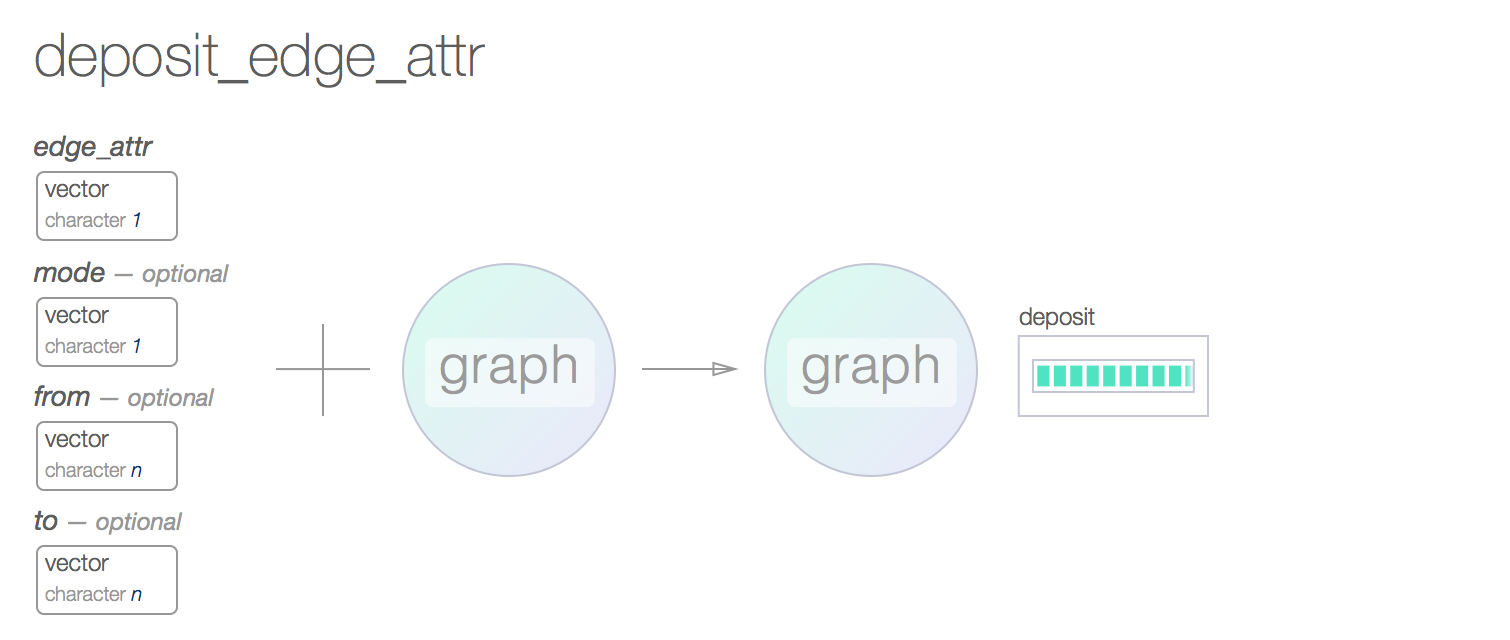 deposit_edge_attr
edge_attr
vector
character 1
mode — optional
vector
character 1
from — optional
vector
character n
to — optional
vector
character n
graph
graph
deposit